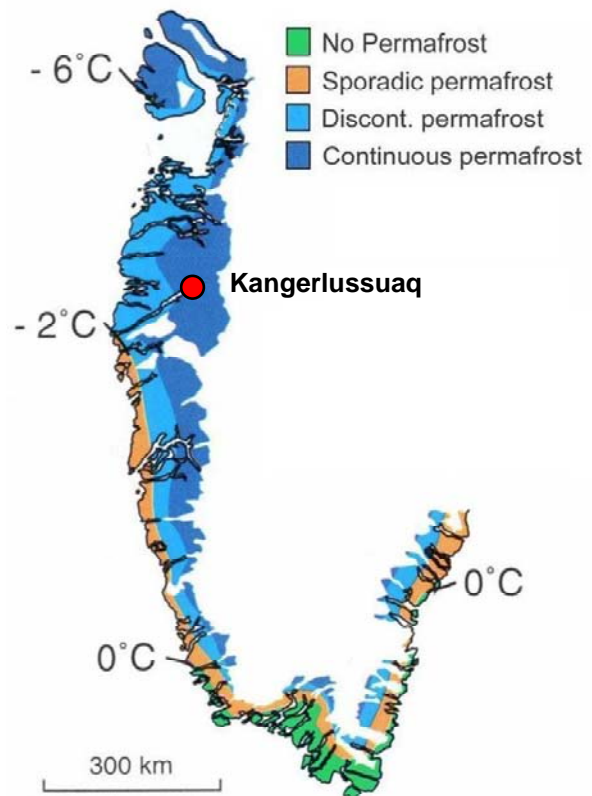 - 6°C
No Permafrost
Sporadic permafrost
Discont. permafrost
Continuous permafrost
Kangerlussuaq
- 2°C
0°C
0°C
300 km